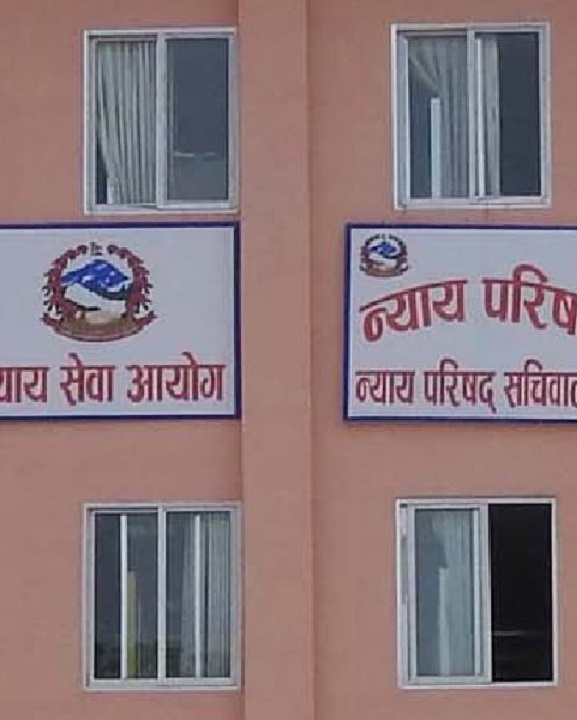 याय सेवा आयोग
न्याय परिष
न्याय परिषद् सचिवाल